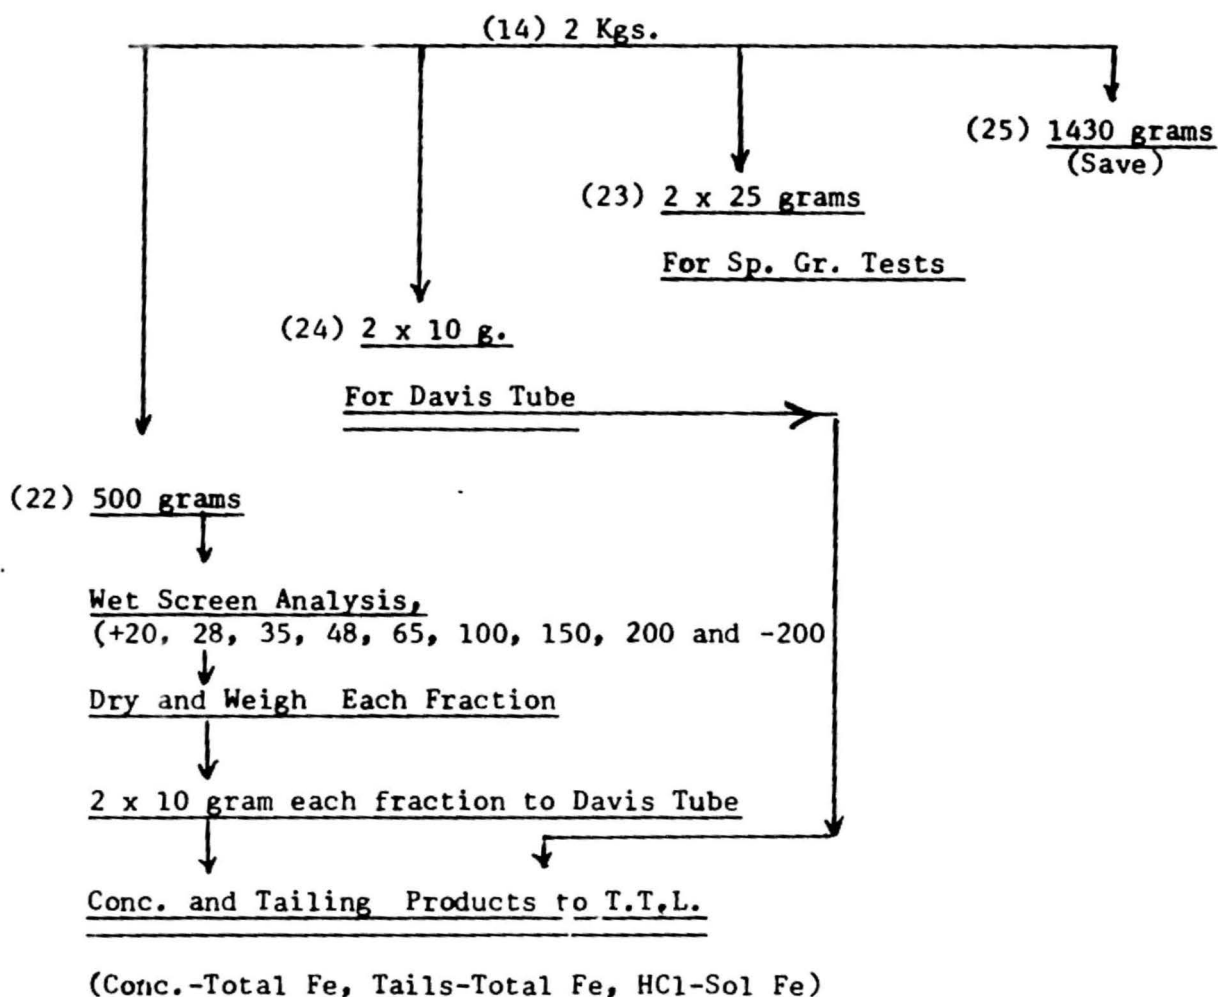 (14) 2 Kgs.
(25) 1430 grams
(Save)
(23) 2 x 25 grams
For Sp. Gr. Tests
(24) 2 x 10 g.
For Davis Tube
(22) 500 grams
Wet Screen Analysis,
(+20, 28, 35, 48, 65, 100, 150, 200 and -200
Dry and Weigh Each Fraction
2 x 10 gram each fraction to Davis Tube
Conc. and Tailing Products to T.T.L.
(Conc.-Total Fe, Tails-Total Fe, HCl-Sol Fe)